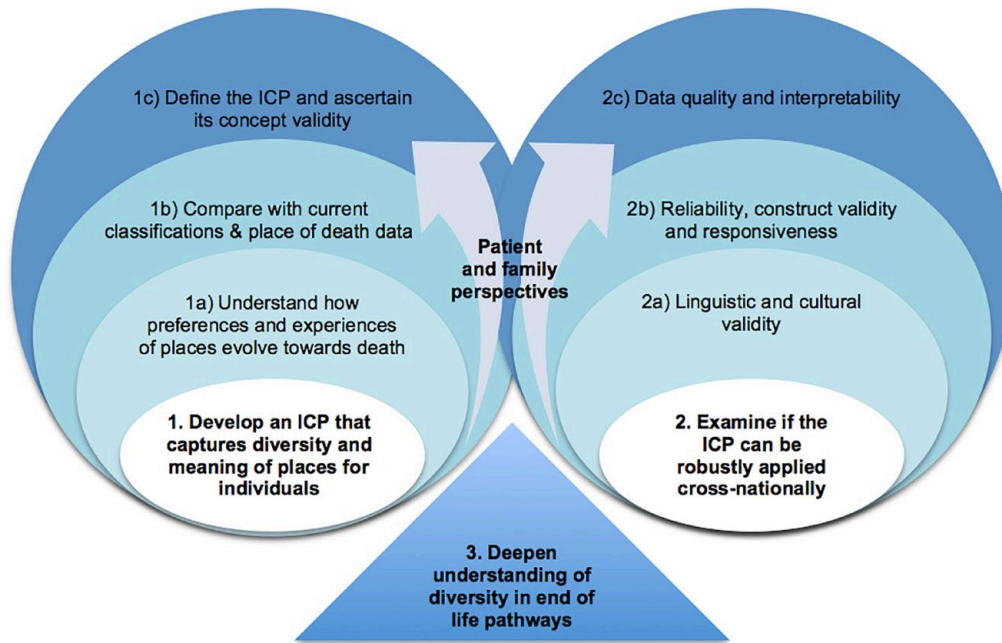 1c) Define the ICP and ascertain
its concept validity
1b) Compare with current
classifications & place of death data
1a) Understand how
preferences and experiences
of places evolve towards death
1. Develop an ICP that
captures diversity and
meaning of places for
individuals
Patient
and family
perspectives
2c) Data quality and interpretability
2b) Reliability, construct validity
and responsiveness
2a) Linguistic and cultural
validity
2. Examine if the
ICP can be
robustly applied
cross-nationally
3. Deepen
understanding of
diversity in end of
life pathways